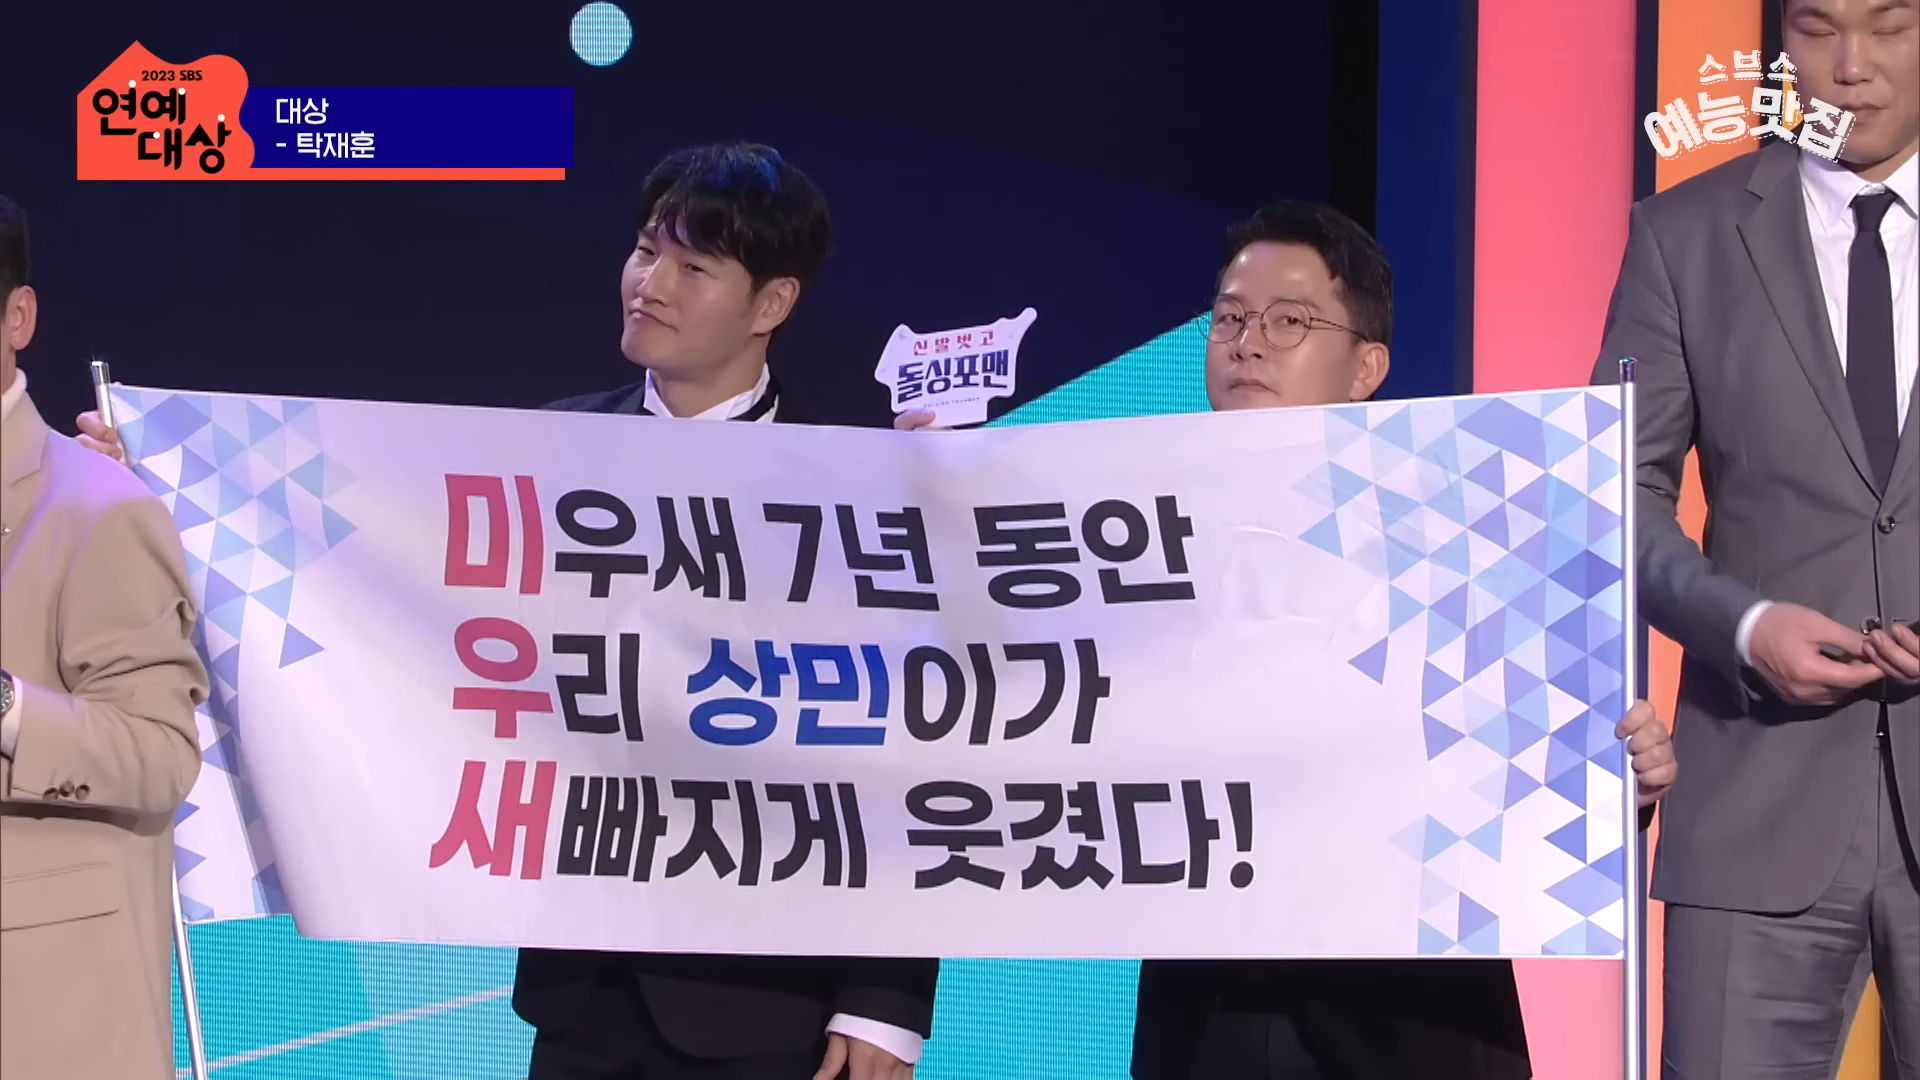 2023 SBS
연예
대상
대상
- 탁재훈
스브스
예능맛집
신발벗고
돌싱포맨
미우새 7년 동안
우리 상민이가
새빠지게 웃겼다!